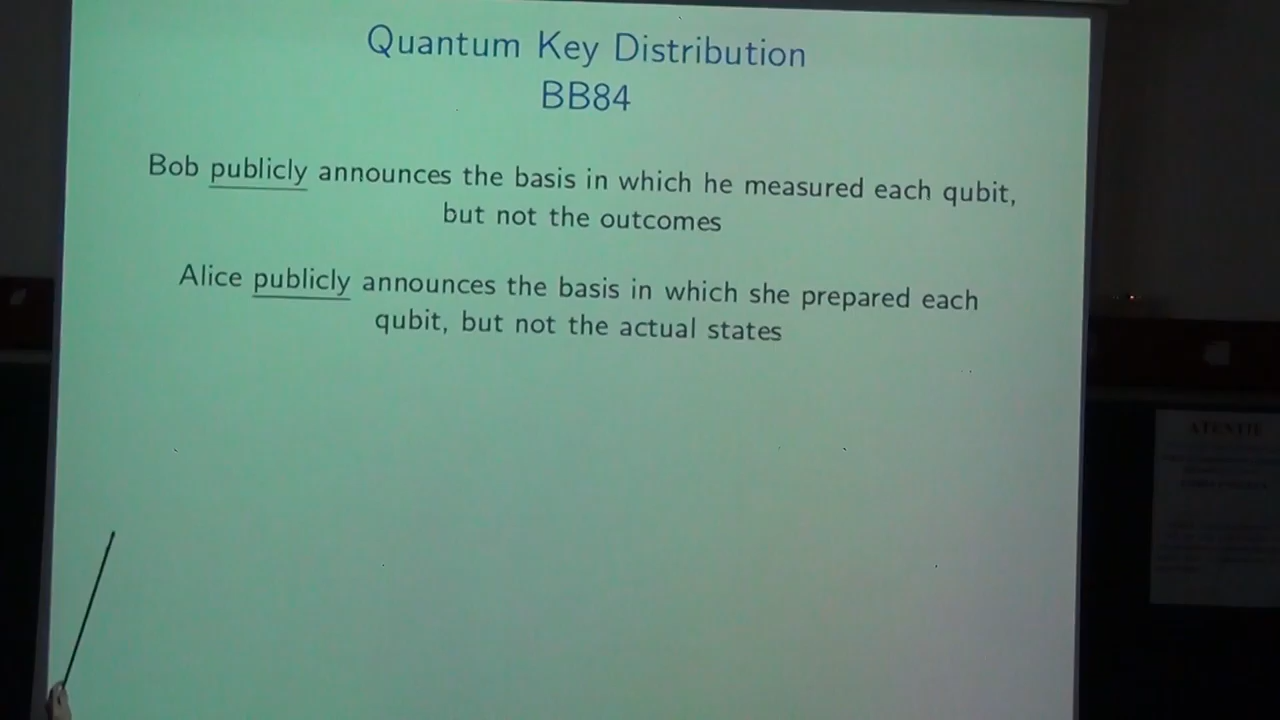 Quantum Key Distribution
BB84
Bob publicly announces the basis in which he measured each qubit,
but not the outcomes
Alice publicly announces the basis in which she prepared each
qubit, but not the actual states
ATENTIE